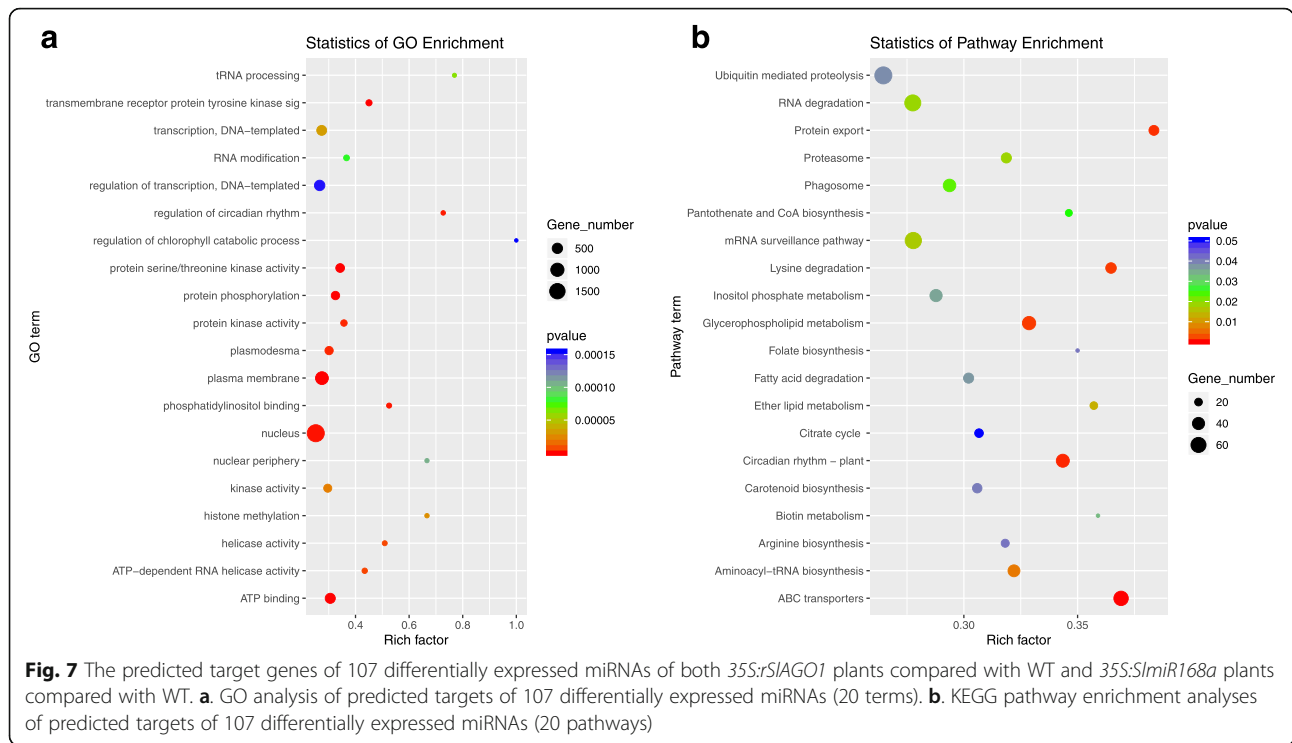 a
Statistics of GO Enrichment
GO term
tRNA processing
transmembrane receptor protein tyrosine kinase sig
transcription, DNA−templated
RNA modification
regulation of transcription, DNA−templated
regulation of circadian rhythm
regulation of chlorophyll catabolic process
protein serine/threonine kinase activity
protein phosphorylation
protein kinase activity
plasmodesma
plasma membrane
phosphatidylinositol binding
nucleus
nuclear periphery
kinase activity
histone methylation
helicase activity
ATP−dependent RNA helicase activity
ATP binding
0.4 0.6 0.8 1.0
Rich factor
Gene_number
500
1000
1500
pvalue
0.00015
0.00010
0.00005
b
Statistics of Pathway Enrichment
Pathway term
Ubiquitin mediated proteolysis
RNA degradation
Protein export
Proteasome
Phagosome
Pantothenate and CoA biosynthesis
mRNA surveillance pathway
Lysine degradation
Inositol phosphate metabolism
Glycerophospholipid metabolism
Folate biosynthesis
Fatty acid degradation
Ether lipid metabolism
Citrate cycle
Circadian rhythm − plant
Carotenoid biosynthesis
Biotin metabolism
Arginine biosynthesis
Aminoacyl−tRNA biosynthesis
ABC transporters
0.30 0.35
Rich factor
pvalue
0.05
0.04
0.03
0.02
0.01
Gene_number
20
40
60
Fig. 7 The predicted target genes of 107 differentially expressed miRNAs of both 35S:rSlAGO1 plants compared with WT and 35S:SlmiR168a plants
compared with WT. a. GO analysis of predicted targets of 107 differentially expressed miRNAs (20 terms). b. KEGG pathway enrichment analyses
of predicted targets of 107 differentially expressed miRNAs (20 pathways)